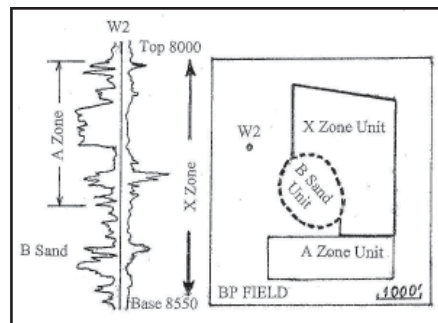 W2
Top 8000
A Zone
X Zone
B Sand
Base 8550
W2
X Zone Unit
B Sand
Unit
A Zone Unit
BP FIELD
1000'